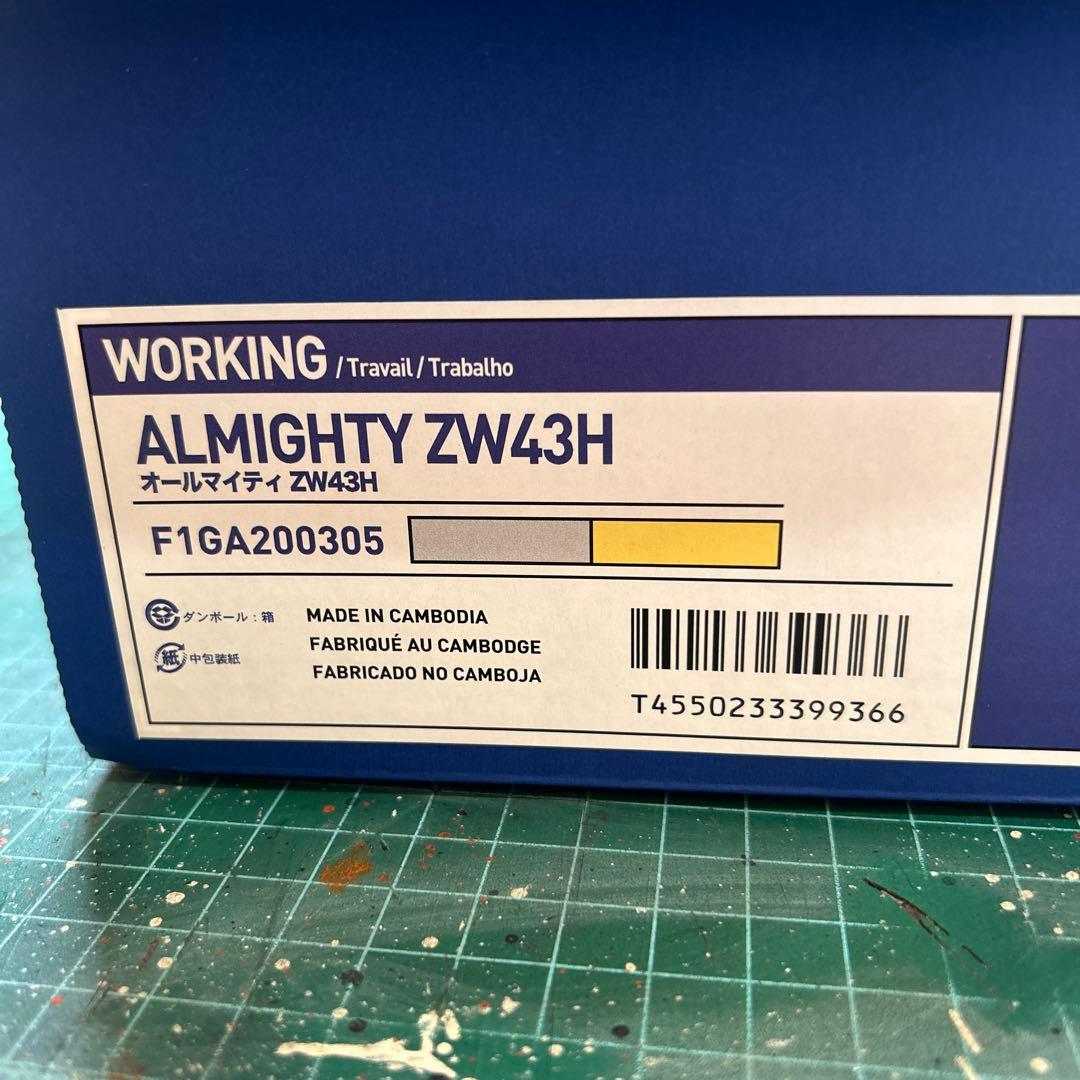 WORKING / Travail / Trabalho
ALMIGHTY ZW43H
オールマイティ ZW43H
F1GA200305
ダンボール：箱
紙 中包装紙
MADE IN CAMBODIA
FABRIQUÉ AU CAMBODGE
FABRICADO NO CAMBOJA
T4550233399366